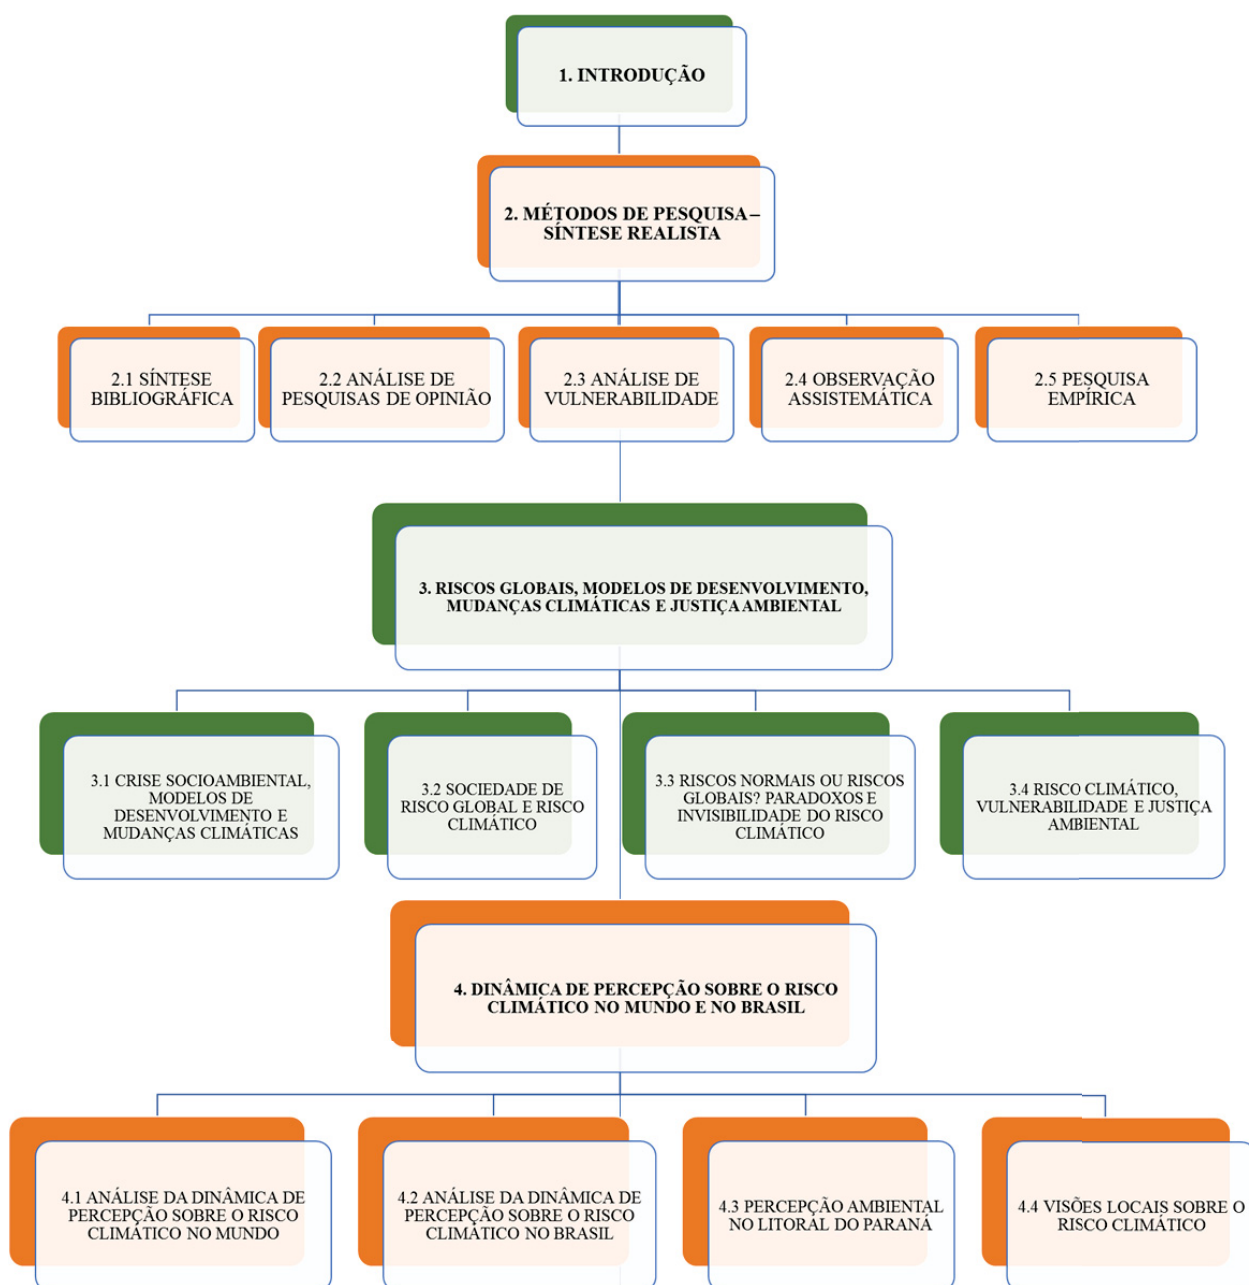 1. INTRODUÇÃO
2. MÉTODOS DE PESQUISA –
SÍNTESE REALISTA
2.1 SÍNTESE
BIBLIOGRÁFICA
2.2 ANÁLISE DE
PESQUISAS DE OPINIÃO
2.3 ANÁLISE DE
VULNERABILIDADE
2.4 OBSERVAÇÃO
ASSISTEMÁTICA
2.5 PESQUISA
EMPÍRICA
3. RISCOS GLOBAIS, MODELOS DE DESENVOLVIMENTO,
MUDANÇAS CLIMÁTICAS E JUSTIÇA AMBIENTAL
3.1 CRISE SOCIOAMBIENTAL,
MODELOS DE
DESENVOLVIMENTO E
MUDANÇAS CLIMÁTICAS
3.2 SOCIEDADE DE
RISCO GLOBAL E RISCO
CLIMÁTICO
3.3 RISCOS NORMAIS OU RISCOS
GLOBAIS? PARADOXOS E
INVISIBILIDADE DO RISCO
CLIMÁTICO
3.4 RISCO CLIMÁTICO,
VULNERABILIDADE E JUSTIÇA
AMBIENTAL
4. DINÂMICA DE PERCEPÇÃO SOBRE O RISCO
CLIMÁTICO NO MUNDO E NO BRASIL
4.1 ANÁLISE DA DINÂMICA DE
PERCEPÇÃO SOBRE O RISCO
CLIMÁTICO NO MUNDO
4.2 ANÁLISE DA DINÂMICA DE
PERCEPÇÃO SOBRE O RISCO
CLIMÁTICO NO BRASIL
4.3 PERCEPÇÃO AMBIENTAL
NO LITORAL DO PARANÁ
4.4 VISÕES LOCAIS SOBRE O
RISCO CLIMÁTICO